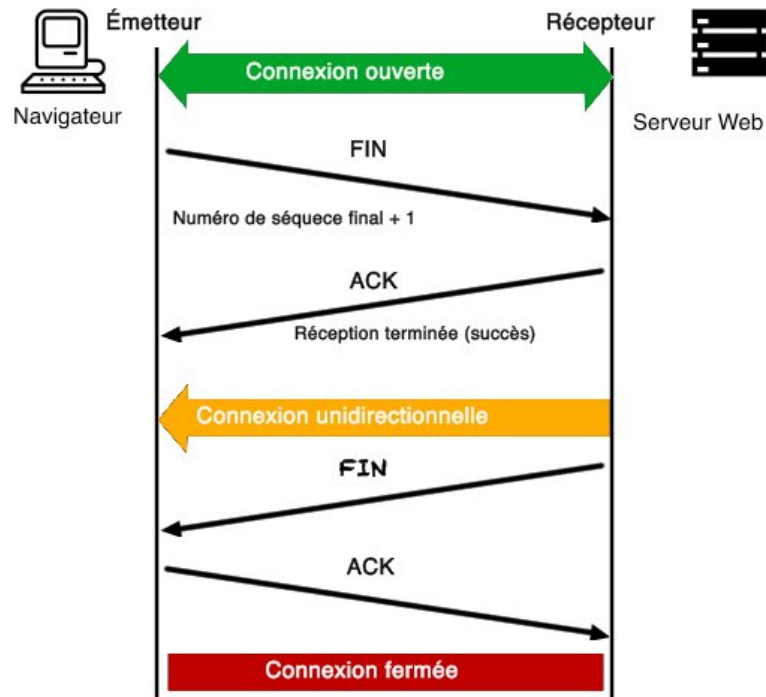 Émetteur
Récepteur
Connexion ouverte
Navigateur
Serveur Web
FIN
Numéro de séquece final + 1
ACK
Réception terminée (succès)
Connexion unidirectionnelle
FIN
ACK
Connexion fermée